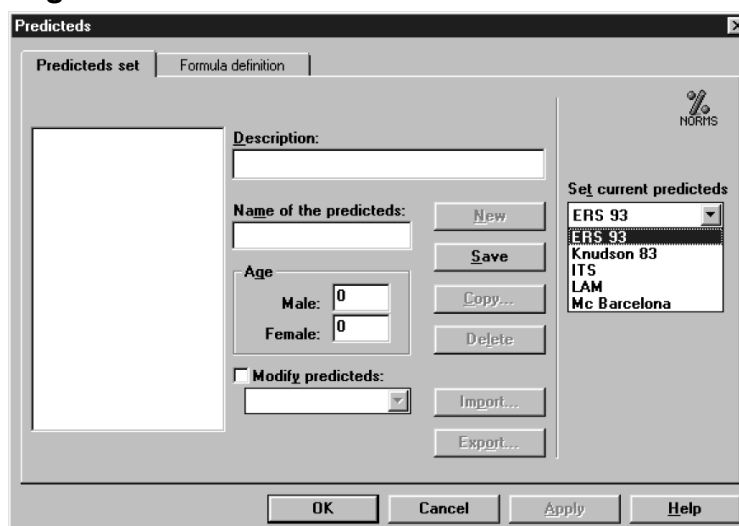 Predicteds
Predicteds set
Formula definition
NORMS
Description:
Set current predicteds
Name of the predicteds:
New
ERS 93
ERS 93
Knudson 83
ITS
LAM
Mc Barcelona
Save
Age
Male: 0
Female: 0
Copy...
Delete
Modify predicteds:
Import...
Export...
OK
Cancel
Apply
Help